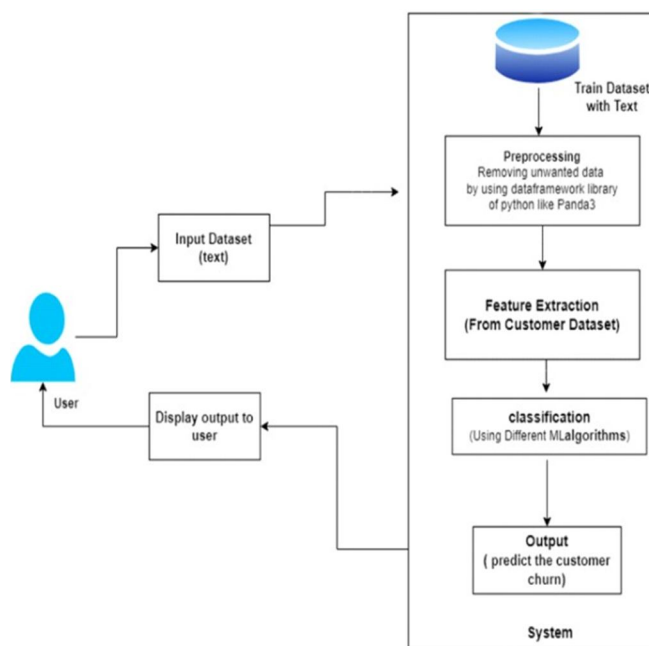 Train Dataset
with Text
Preprocessing
Removing unwanted data
by using dataframework library
of python like Panda3
Input Dataset
(text)
Feature Extraction
(From Customer Dataset)
User
Display output to
user
classification
(Using Different MLalgorithms)
Output
( predict the customer
churn)
System